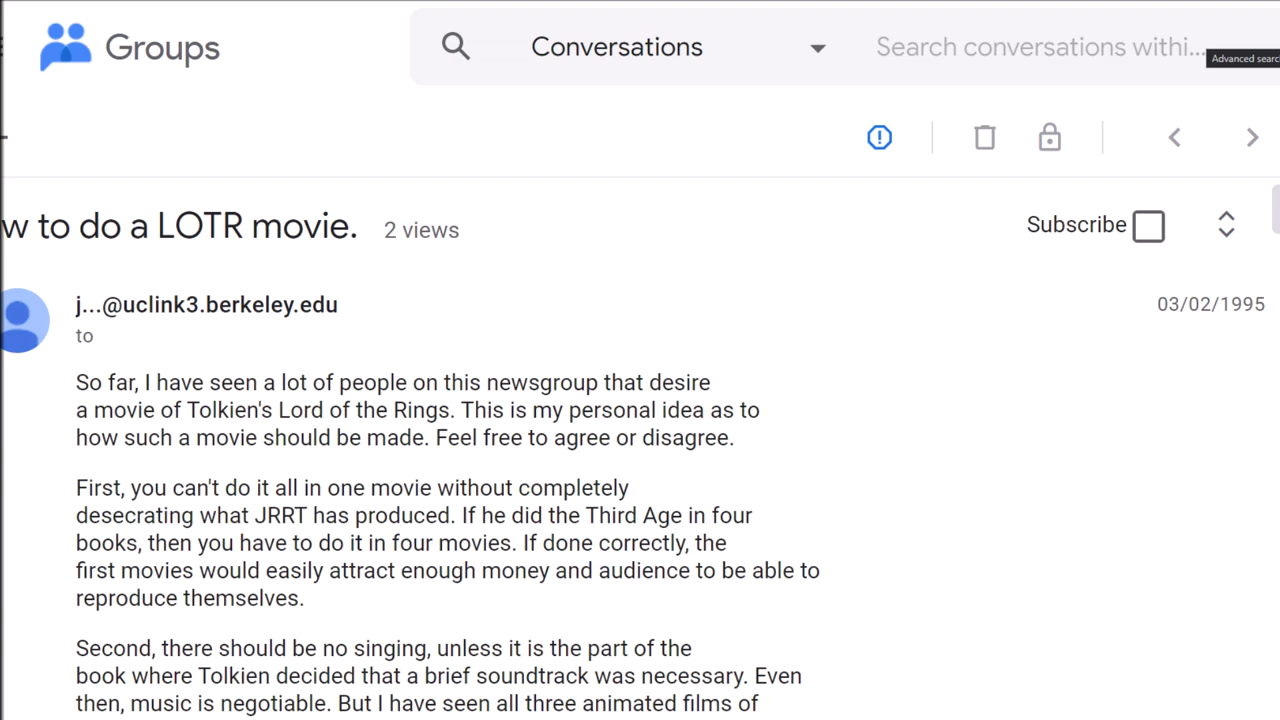 Groups
Conversations
Search conversations withi...
Advanced searc
w to do a LOTR movie.
2 views
Subscribe
j...@uclink3.berkeley.edu
03/02/1995
to
So far, I have seen a lot of people on this newsgroup that desire
a movie of Tolkien's Lord of the Rings. This is my personal idea as to
how such a movie should be made. Feel free to agree or disagree.
First, you can't do it all in one movie without completely
desecrating what JRRT has produced. If he did the Third Age in four
books, then you have to do it in four movies. If done correctly, the
first movies would easily attract enough money and audience to be able to
reproduce themselves.
Second, there should be no singing, unless it is the part of the
book where Tolkien decided that a brief soundtrack was necessary. Even
then, music is negotiable. But I have seen all three animated films of